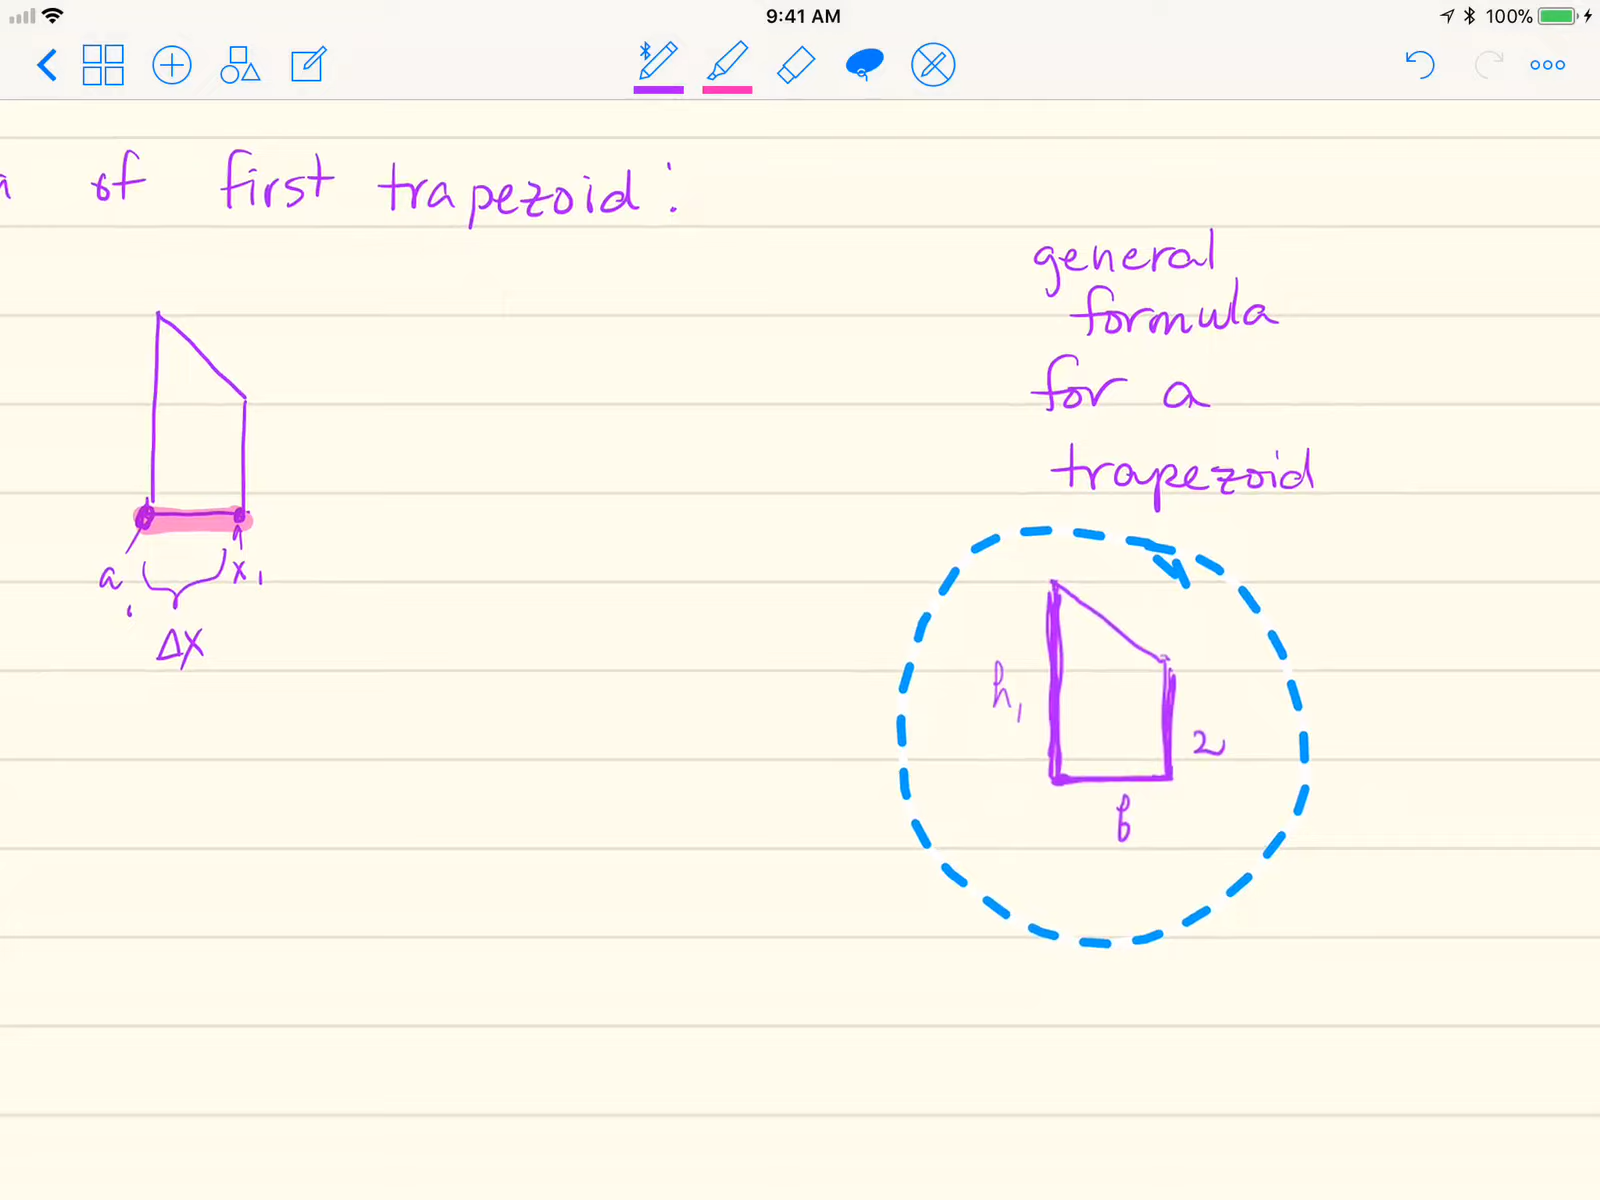 9:41 AM
100%
of first trapezoid:
general
formula
for a
trapezoid
a
x₁
Δx
h₁
2
b